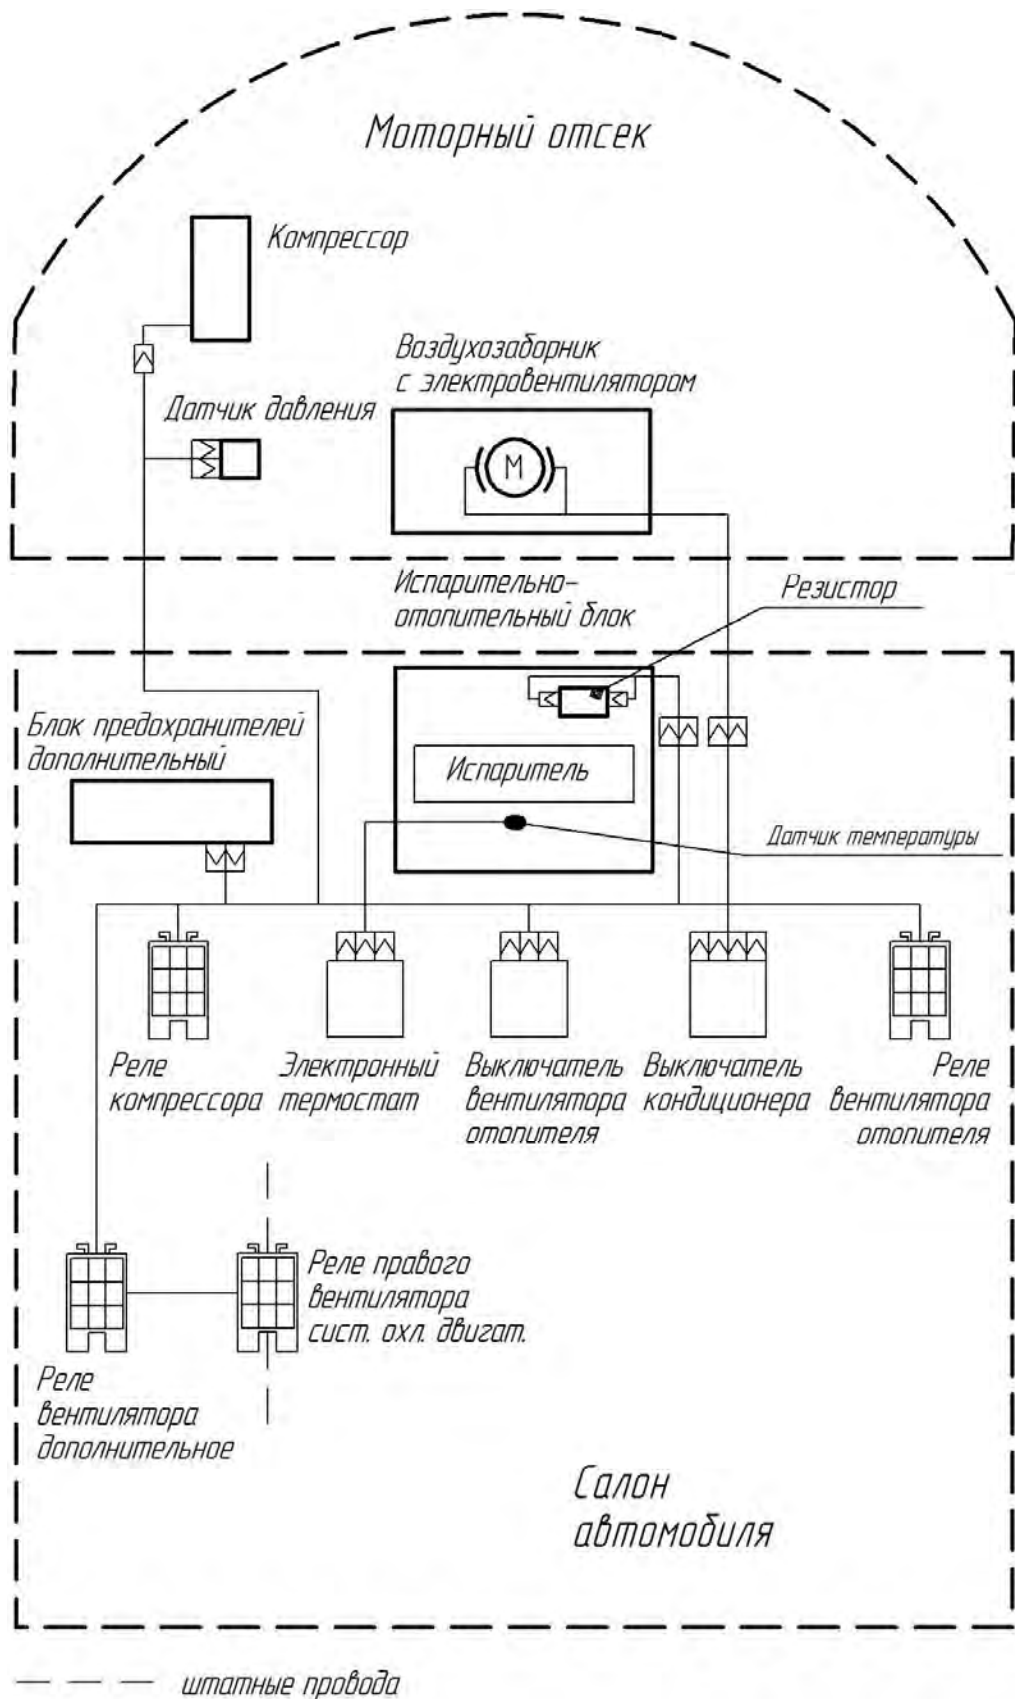 Моторный отсек
Компрессор
Воздухозаборник
с электровентилятором
Датчик давления
М
Испарительно-
отопительный блок
Резистор
Блок предохранителей
дополнительный
Испаритель
Датчик температуры
Реле
компрессора
Электронный
термостат
Выключатель
вентилятора
отопителя
Выключатель
кондиционера
Реле
вентилятора
отопителя
Реле правого
вентилятора
сист. охл. двигат.
Реле
вентилятора
дополнительное
Салон
автомобиля
штатные провода